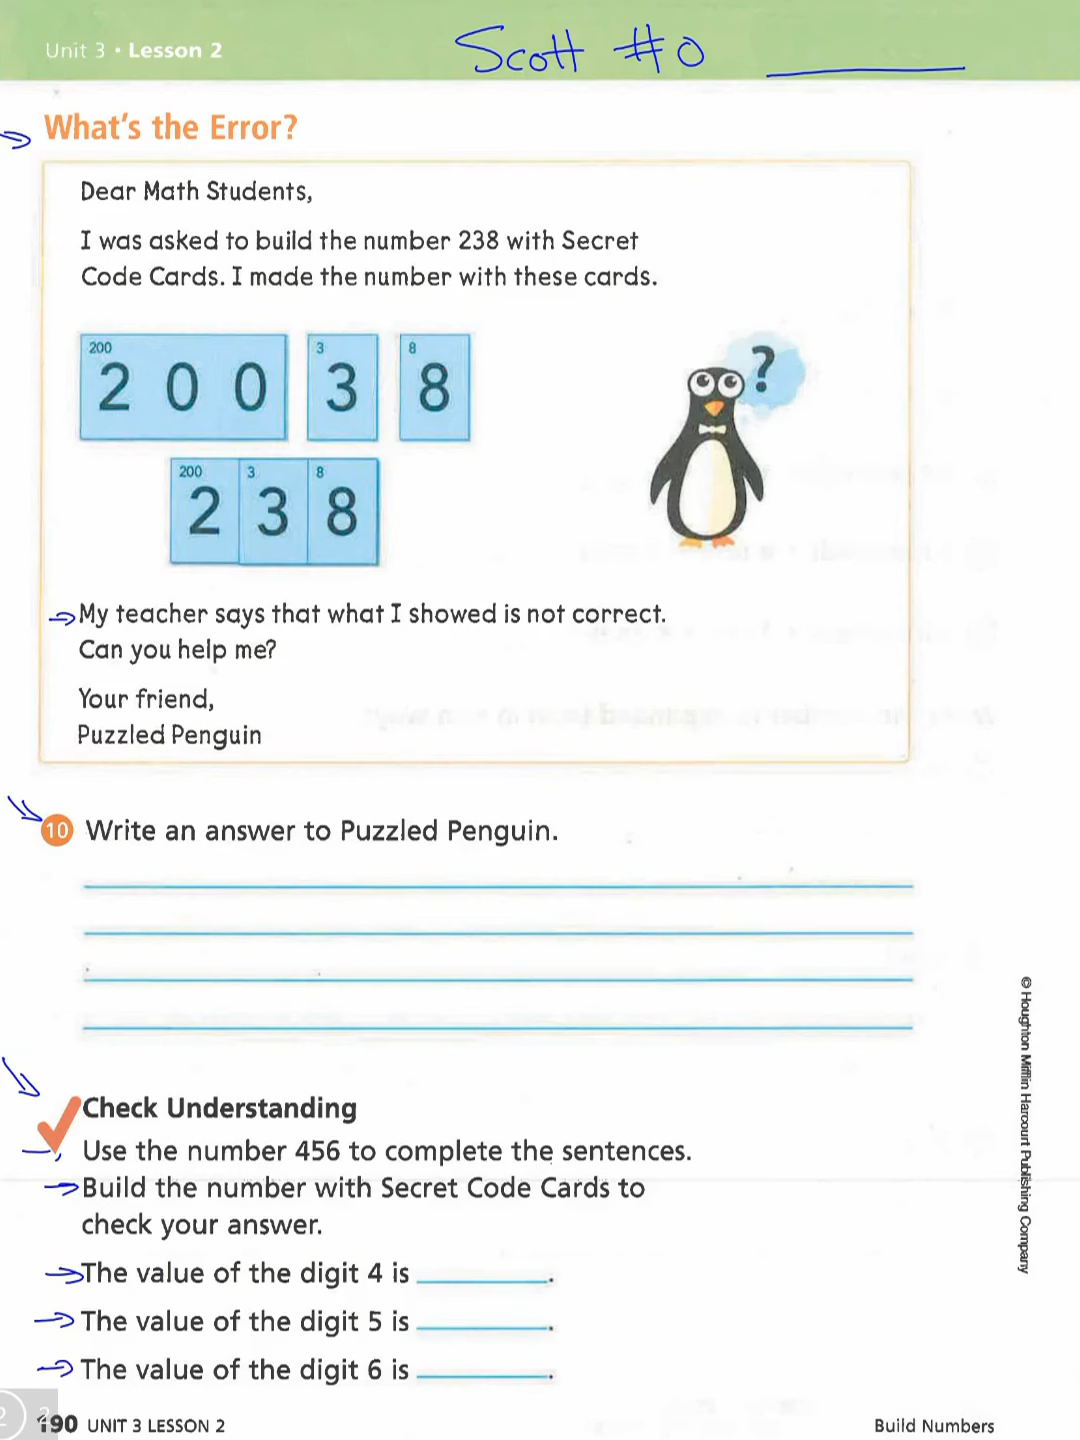 Unit 3 • Lesson 2
Scott #0
What's the Error?
Dear Math Students,
I was asked to build the number 238 with Secret
Code Cards. I made the number with these cards.
200 3 8
2 0 0 3 8
?
200 3 8
2 3 8
My teacher says that what I showed is not correct.
Can you help me?
Your friend,
Puzzled Penguin
10 Write an answer to Puzzled Penguin.
Check Understanding
Use the number 456 to complete the sentences.
Build the number with Secret Code Cards to
check your answer.
The value of the digit 4 is ________.
The value of the digit 5 is ________.
The value of the digit 6 is ________.
190 UNIT 3 LESSON 2
Build Numbers
© Houghton Mifflin Harcourt Publishing Company